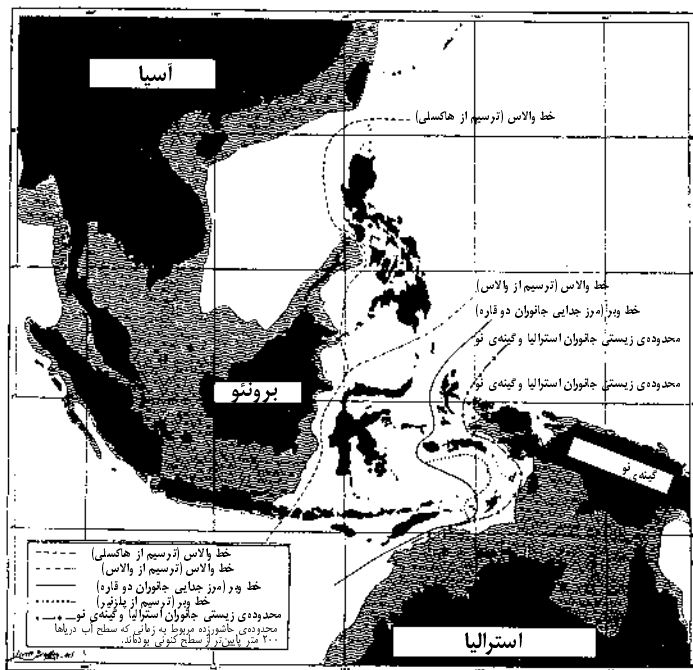 آسیا
خط والاس (ترسیم از هاکسلی)
خط والاس (ترسیم از والاس)
خط وبر (مرز جدایی جانوران دو قاره)
محدوده‌ی زیستی جانوران استرالیا و گینه‌ی نو
محدوده‌ی زیستی جانوران استرالیا و گینه‌ی نو
برونئو
گینه‌ی نو
خط والاس (ترسیم از هاکسلی)
خط والاس (ترسیم از والاس)
خط وبر (مرز جدایی جانوران دو قاره)
خط وبر (ترسیم از پلزنیر)
محدوده‌ی زیستی جانوران استرالیا و گینه‌ی نو
محدوده‌ی هاشورزده مربوط به زمانی که سطح آب دریاها
۲۰۰ متر پایین‌تر از سطح کنونی بوده‌اند.
استرالیا